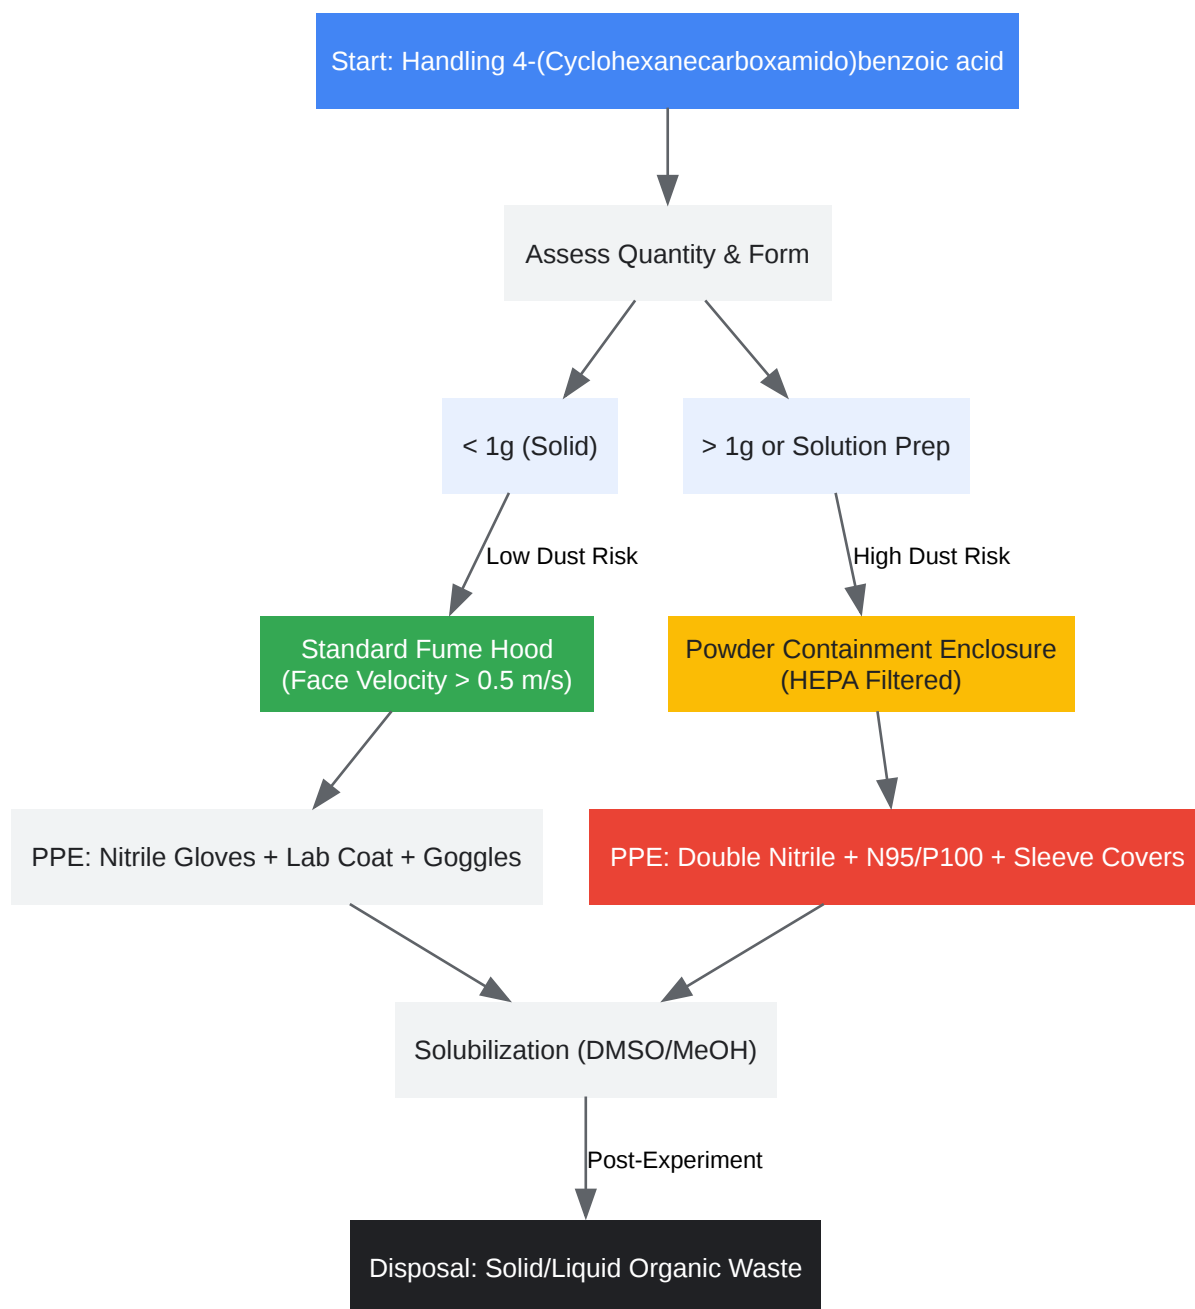 Start: Handling 4-(Cyclohexanecarboxamido)benzoic acid
Assess Quantity & Form
< 1g (Solid)
> 1g or Solution Prep
Low Dust Risk
High Dust Risk
Standard Fume Hood
(Face Velocity > 0.5 m/s)
Powder Containment Enclosure
(HEPA Filtered)
PPE: Nitrile Gloves + Lab Coat + Goggles
PPE: Double Nitrile + N95/P100 + Sleeve Covers
Solubilization (DMSO/MeOH)
Post-Experiment
Disposal: Solid/Liquid Organic Waste